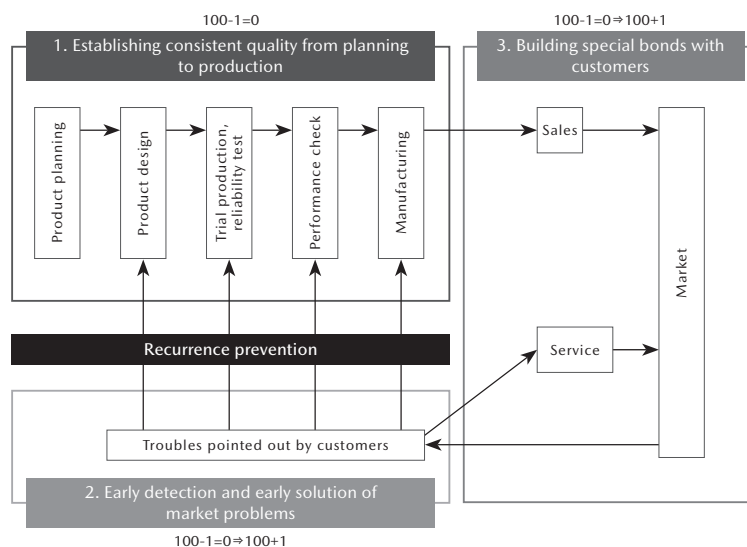 100-1=0
1. Establishing consistent quality from planning
to production
Product planning
Product design
Trial production,
reliability test
Performance check
Manufacturing
100-1=0⇒100+1
3. Building special bonds with
customers
Sales
Market
Service
Recurrence prevention
Troubles pointed out by customers
2. Early detection and early solution of
market problems
100-1=0⇒100+1